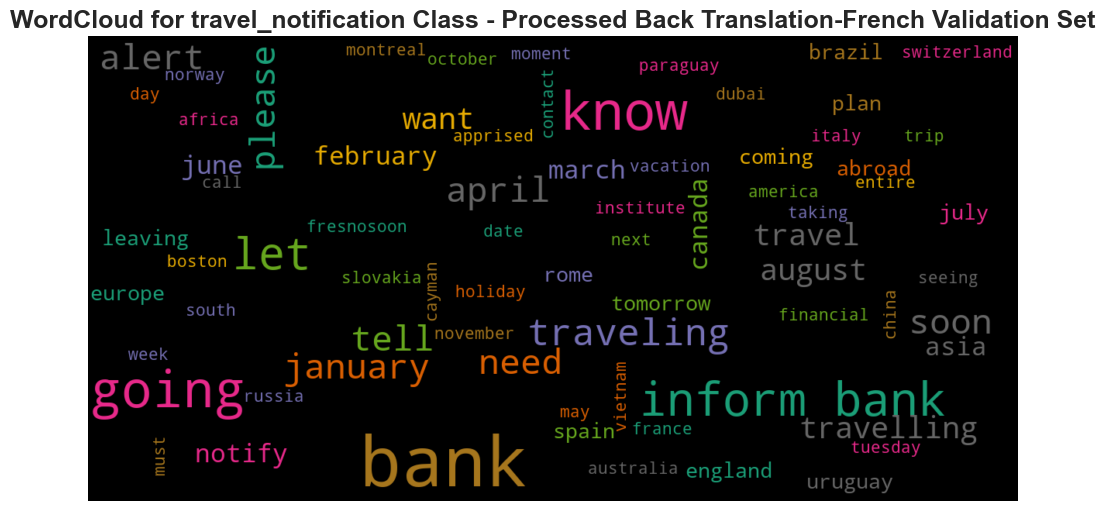 WordCloud for travel_notification Class - Processed Back Translation-French Validation Set
alert
norway
day
africa
please
montreal
october
moment
contact
know
paraguay
dubai
brazil
switzerland
plan
want
apprised
february
june
call
april
march
vacation
canada
coming
italy
trip
abroad
entire
america
taking
july
institute
leaving
boston
let
fresnosoon
date
next
travel
august
seeing
europe
south
slovakia
cayman
holiday
rome
tomorrow
financial
china
soon
asia
week
tell
november
traveling
january
need
going
russia
inform bank
vietnam
may
spain
france
travelling
tuesday
must
notify
bank
australia
england
uruguay